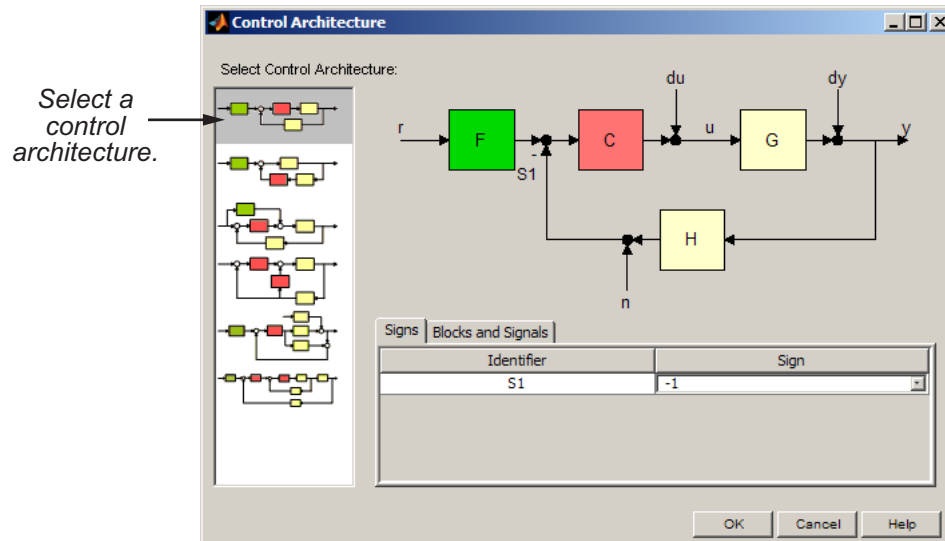 Control Architecture
Select Control Architecture:
Select a
control
architecture.
du
dy
r
F
-
S1
C
u
G
y
H
n
Signs
Blocks and Signals
Identifier
Sign
S1
-1
OK
Cancel
Help